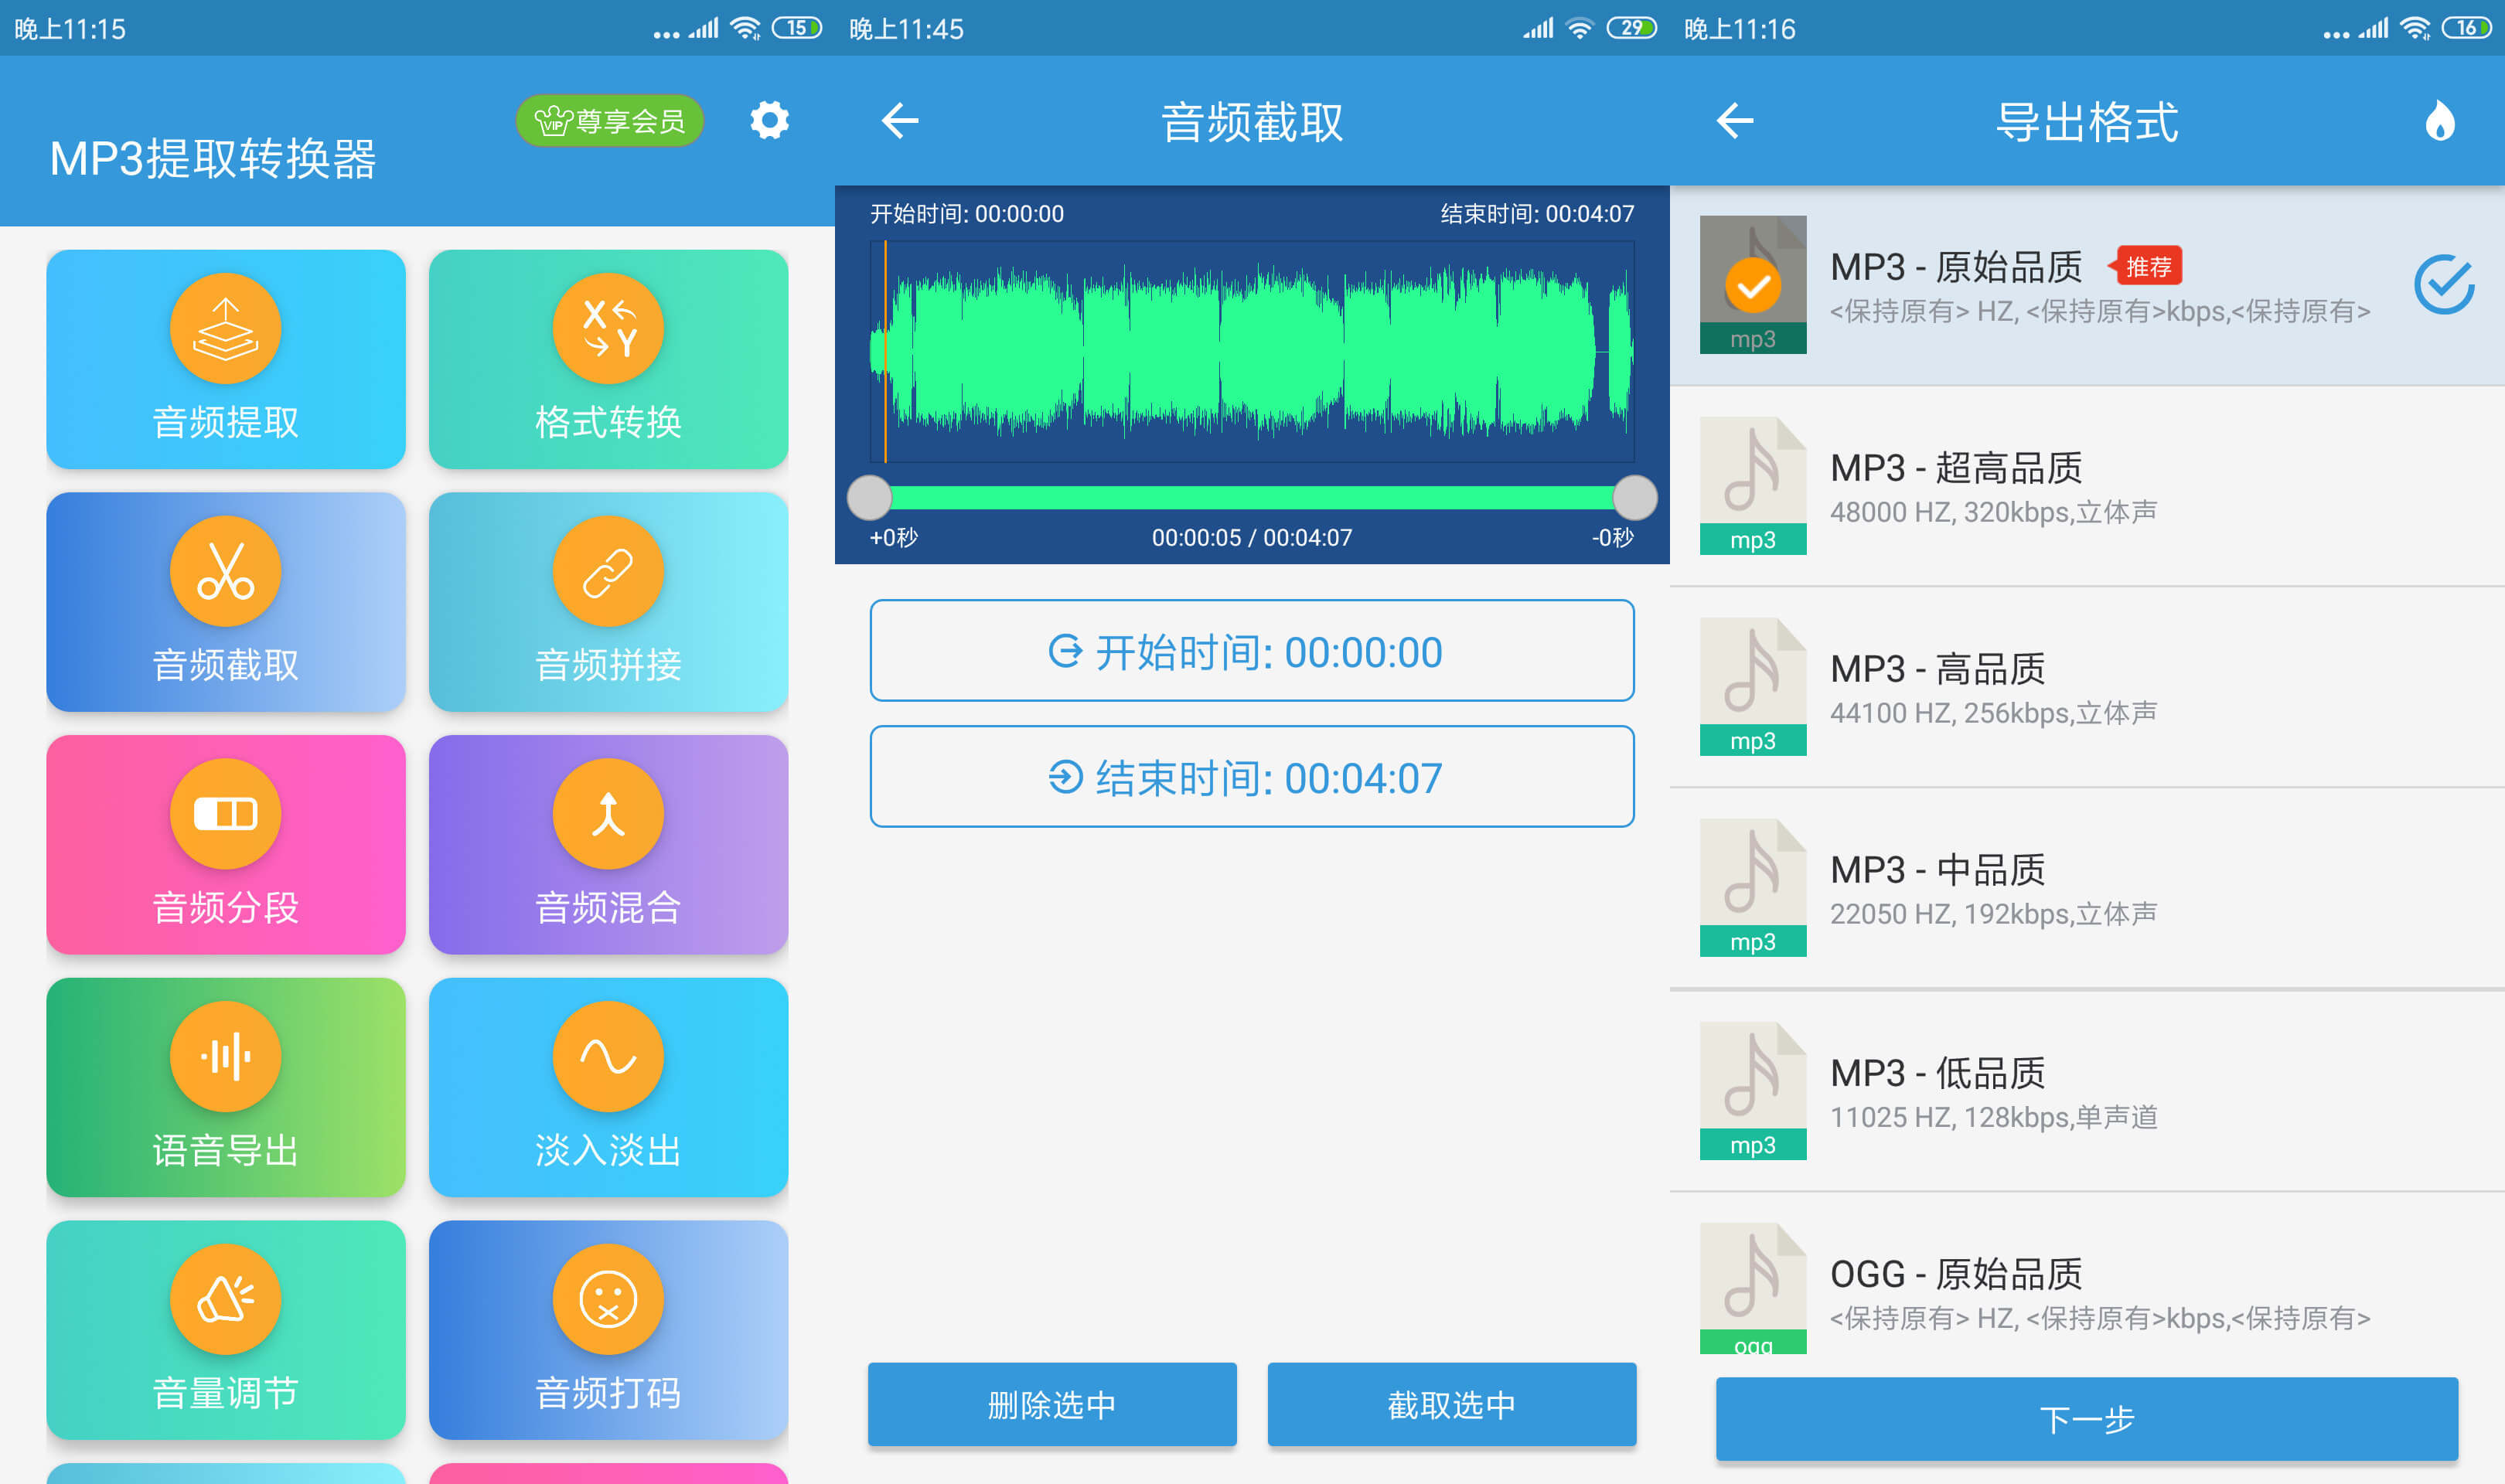 晚上11:15
15
MP3提取转换器
VIP尊享会员
音频提取
格式转换
音频截取
音频拼接
音频分段
音频混合
语音导出
淡入淡出
音量调节
音频打码
晚上11:45
29
音频截取
开始时间: 00:00:00
结束时间: 00:04:07
+0秒
00:00:05 / 00:04:07
-0秒
开始时间: 00:00:00
结束时间: 00:04:07
删除选中
截取选中
晚上11:16
16
导出格式
MP3 - 原始品质
推荐
<保持原有> HZ, <保持原有>kbps,<保持原有>
mp3
MP3 - 超高品质
48000 HZ, 320kbps,立体声
mp3
MP3 - 高品质
44100 HZ, 256kbps,立体声
mp3
MP3 - 中品质
22050 HZ, 192kbps,立体声
mp3
MP3 - 低品质
11025 HZ, 128kbps,单声道
mp3
OGG - 原始品质
<保持原有> HZ, <保持原有>kbps,<保持原有>
ogg
下一步